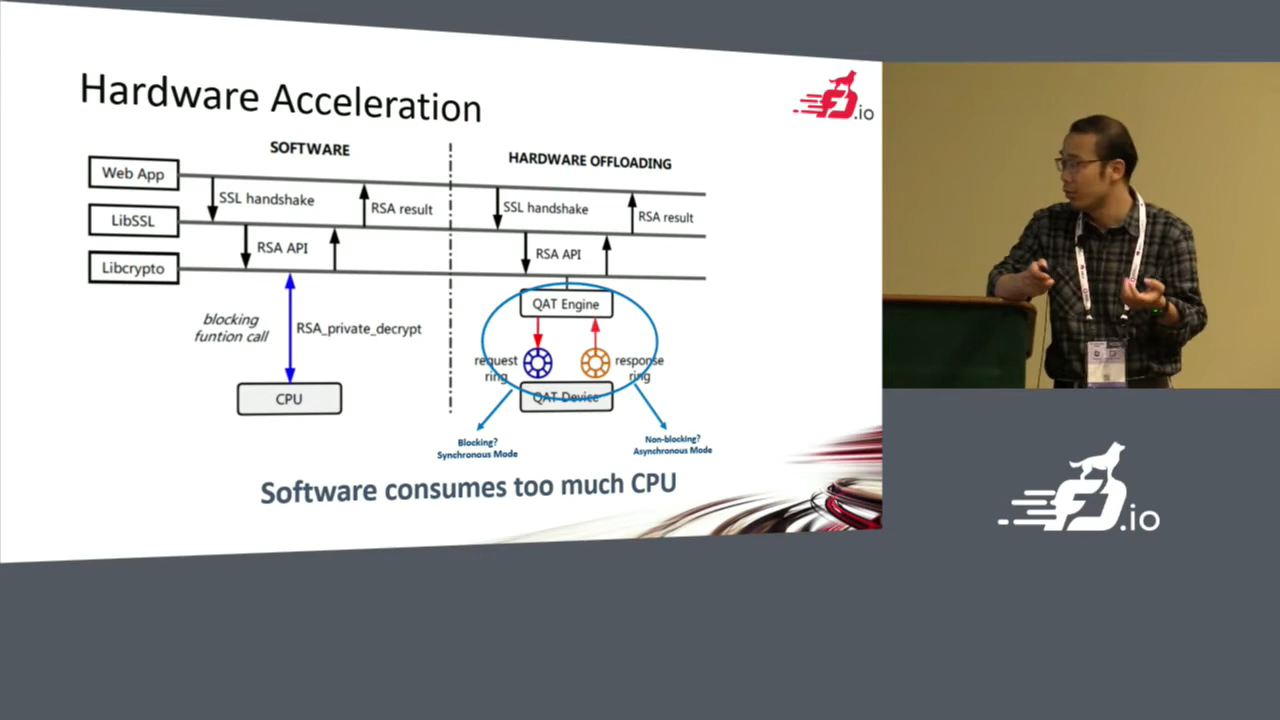 Hardware Acceleration
.io
SOFTWARE
HARDWARE OFFLOADING
Web App
SSL handshake
RSA result
SSL handshake
RSA result
LibSSL
RSA API
RSA API
Libcrypto
QAT Engine
blocking
funtion call
RSA_private_decrypt
request
ring
response
ring
CPU
QAT Device
Blocking?
Synchronous Mode
Non-blocking?
Asynchronous Mode
Software consumes too much CPU
.io